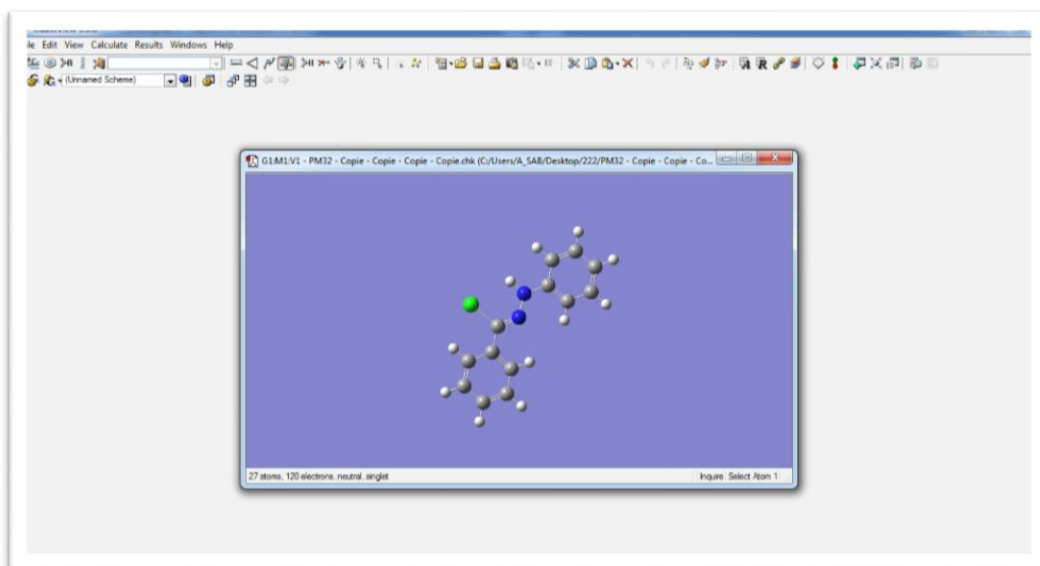 le Edit View Calculate Results Windows Help
(Unnamed Scheme)
G1:M1:V1 - PM32 - Copie - Copie - Copie - Copie.chk (C:/Users/A_SAB/Desktop/222/PM32 - Copie - Copie - Co...
27 atoms, 120 electrons, neutral, singlet
Inquire Select Atom 1